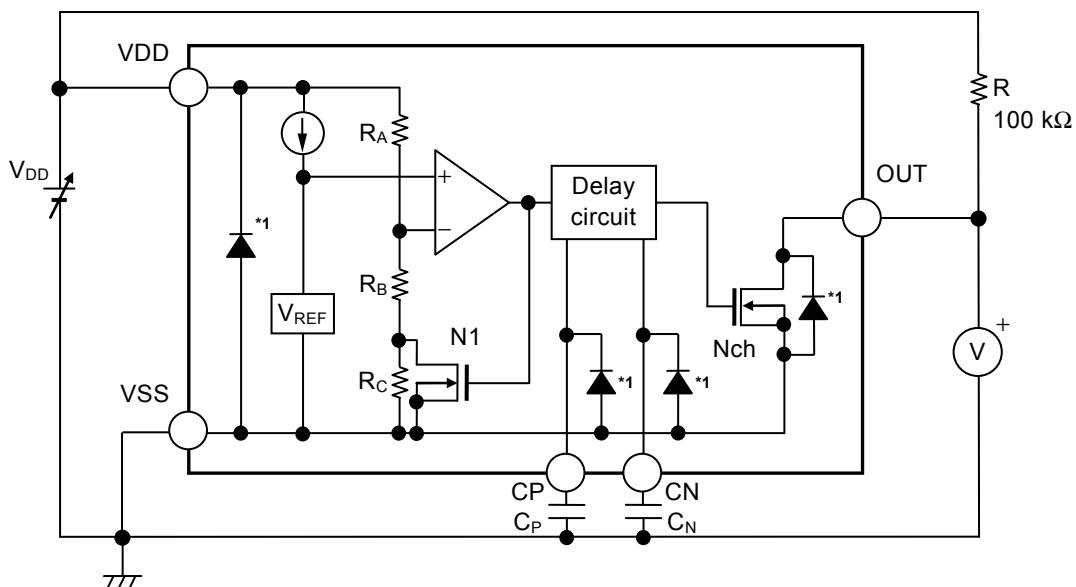 VDD
R
100 kΩ
RA
VDD
*1
+
Delay
circuit
OUT
−
RB
VREF
*1
N1
Nch
+
V
RC
*1
*1
VSS
CP
CN
CP
CN